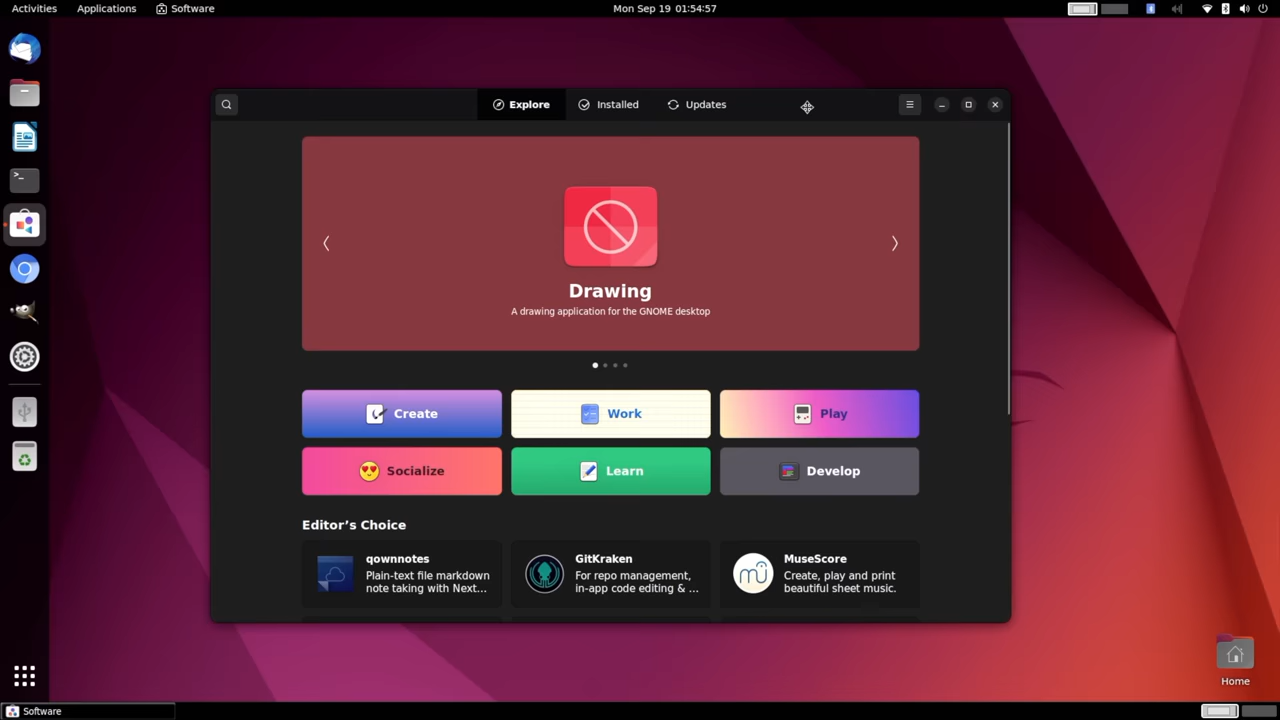 Activities Applications Software Mon Sep 19 01:54:57
Explore Installed Updates
Drawing
A drawing application for the GNOME desktop
Create Work Play
Socialize Learn Develop
Editor’s Choice
qownnotes
Plain-text file markdown
note taking with Next...
GitKraken
For repo management,
in-app code editing & ...
MuseScore
Create, play and print
beautiful sheet music.
Home
Software